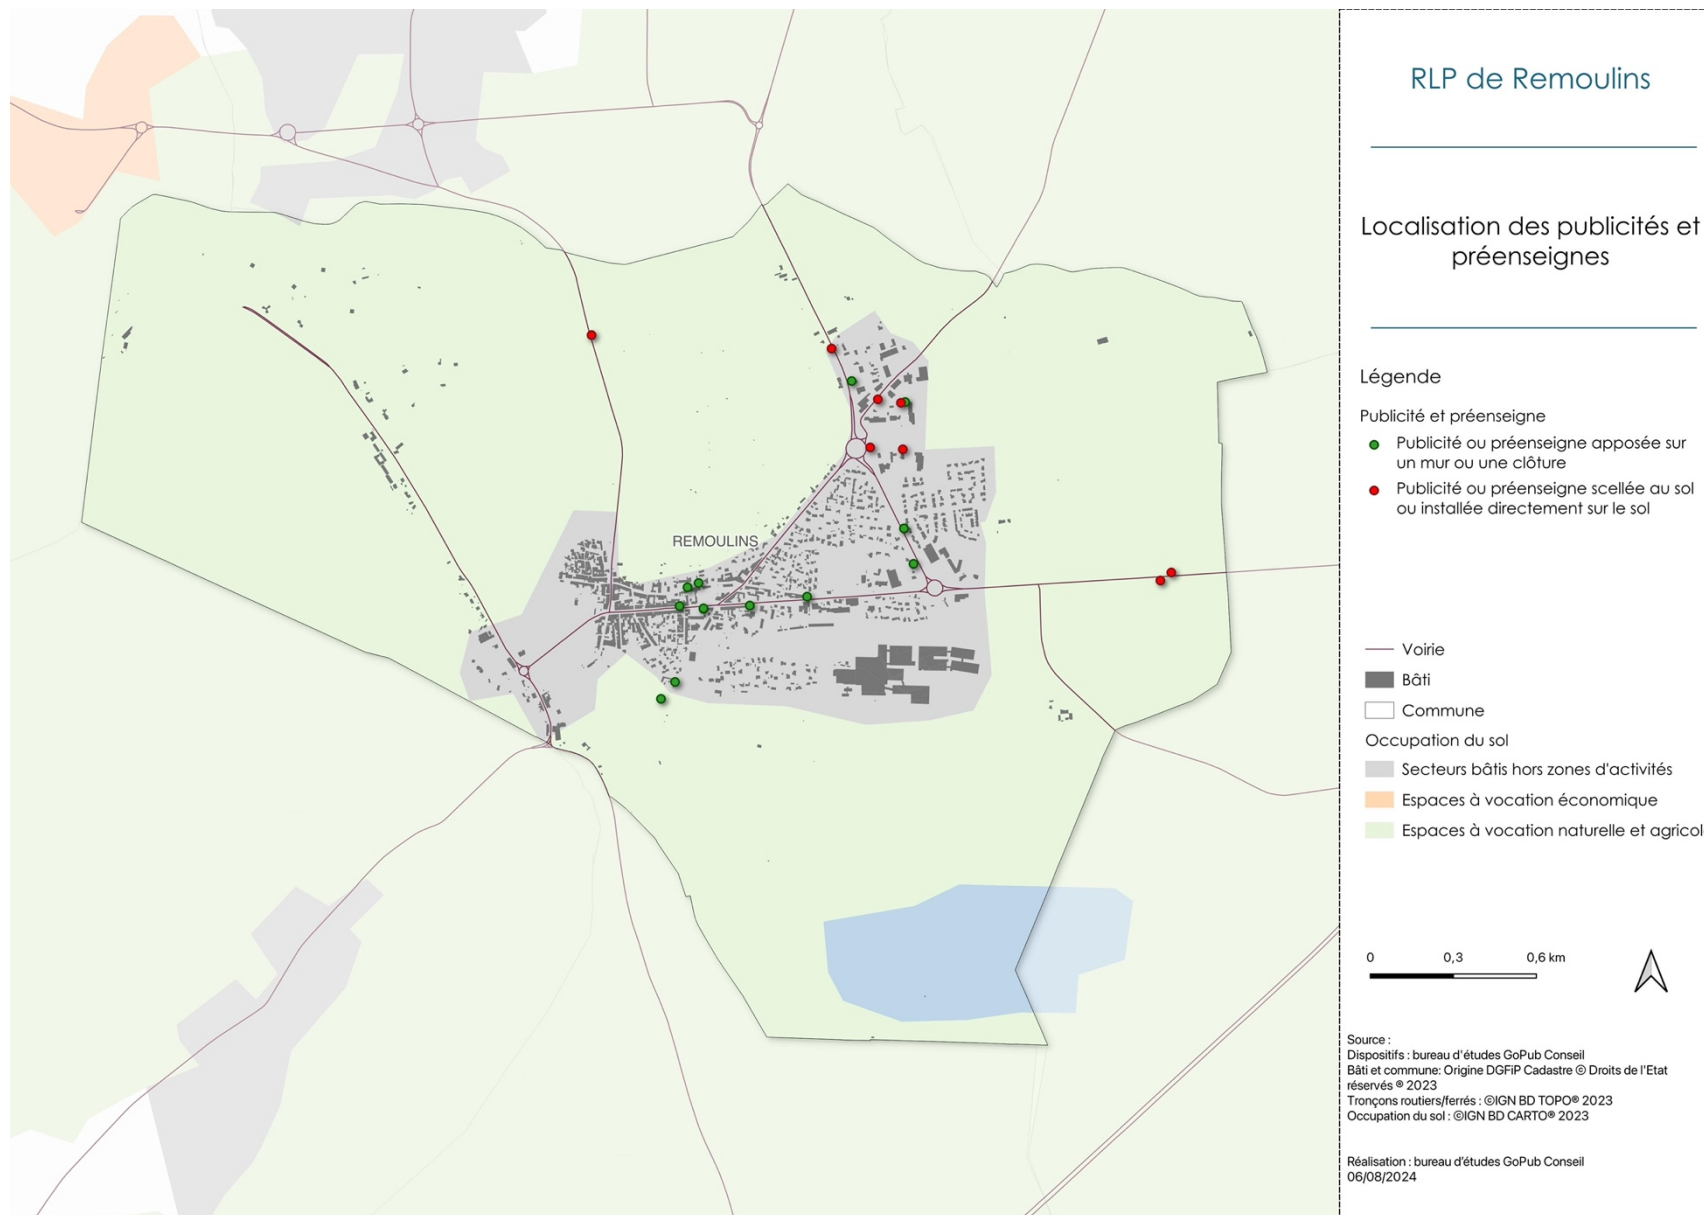 RLP de Remoulins
Localisation des publicités et
préenseignes
Légende
Publicité et préenseigne
Publicité ou préenseigne apposée sur
un mur ou une clôture
Publicité ou préenseigne scellée au sol
ou installée directement sur le sol
REMOULINS
Voirie
Bâti
Commune
Occupation du sol
Secteurs bâtis hors zones d'activités
Espaces à vocation économique
Espaces à vocation naturelle et agricol
0 0,3 0,6 km
Source :
Dispositifs : bureau d'études GoPub Conseil
Bâti et commune: Origine DGFiP Cadastre © Droits de l'Etat
réservés ® 2023
Tronçons routiers/ferrés : ©IGN BD TOPO® 2023
Occupation du sol : ©IGN BD CARTO® 2023
Réalisation : bureau d'études GoPub Conseil
06/08/2024